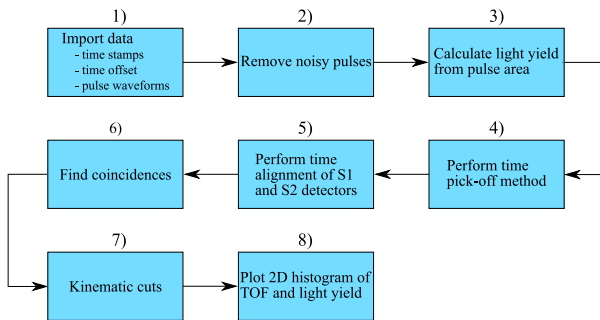 1)
Import data
- time stamps
- time offset
- pulse waveforms
2)
Remove noisy pulses
3)
Calculate light yield
from pulse area
4)
Perform time
pick-off method
5)
Perform time
alignment of S1
and S2 detectors
6)
Find coincidences
7)
Kinematic cuts
8)
Plot 2D histogram of
TOF and light yield